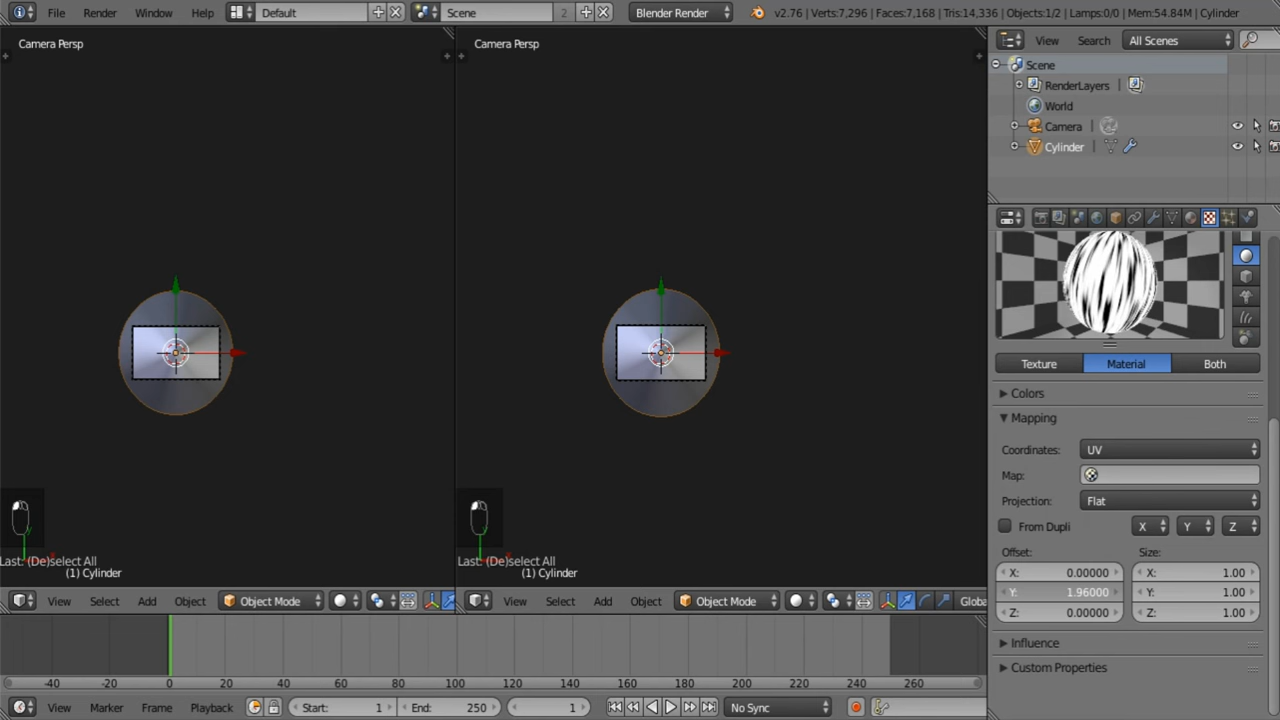 File Render Window Help Default Scene 2 Blender Render v2.76 | Verts:7,296 | Faces:7,168 | Tris:14,336 | Objects:1/2 | Lamps:0/0 | Mem:54.84M | Cylinder
Camera Persp
Camera Persp
View Search All Scenes
Scene
RenderLayers
World
Camera
Cylinder
Texture Material Both
Colors
Mapping
Coordinates: UV
Map:
Projection: Flat
From Dupli X Y Z
Offset: Size:
X: 0.00000 X: 1.00
Y: 1.96000 Y: 1.00
Z: 0.00000 Z: 1.00
Influence
Custom Properties
Last: (De)select All
(1) Cylinder
Last: (De)select All
(1) Cylinder
View Select Add Object Object Mode
View Select Add Object Object Mode Globa
-40 -20 0 20 40 60 80 100 120 140 160 180 200 220 240 260
View Marker Frame Playback Start: 1 End: 250 1 No Sync